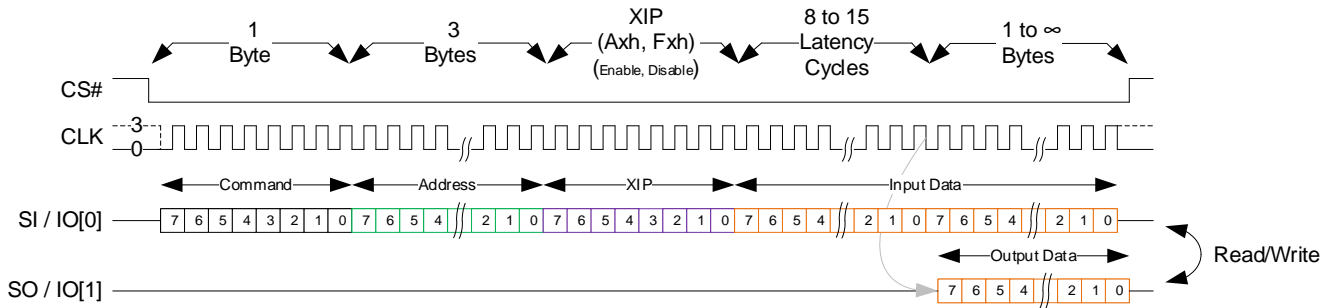 1
Byte
3
Bytes
XIP
(Axh, Fxh)
(Enable, Disable)
8 to 15
Latency
Cycles
1 to ∞
Bytes
CS#
CLK
3
0
Command
Address
XIP
Input Data
SI / IO[0]
7 6 5 4 3 2 1 0 7 6 5 4 2 1 0 7 6 5 4 3 2 1 0 7 6 5 4 2 1 0 7 6 5 4 2 1 0
Output Data
Read/Write
SO / IO[1]
7 6 5 4 2 1 0